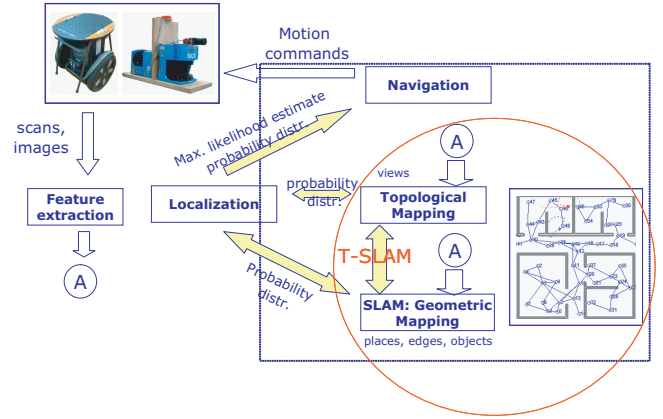 Motion
commands
Navigation
scans,
images
Max. likelihood estimate
probability distr.
A
views
probability
distr.
Feature
extraction
Localization
Topological
Mapping
A
A
T-SLAM
Probability
distr.
SLAM: Geometric
Mapping
places, edges, objects